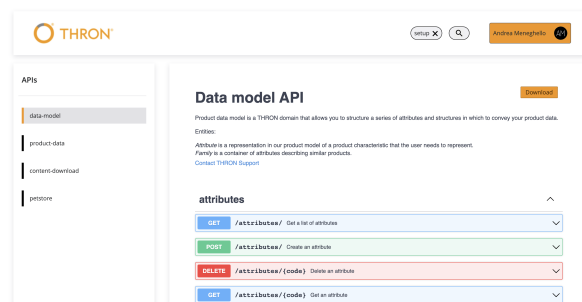 THRON
setup
Andrea Meneghello
AM
APIs
data-model
product-data
content-download
petstore
Data model API
Download
Product data model is a THRON domain that allows you to structure a series of attributes and structures in which to convey your product data.
Entities:
Attribute is a representation in our product model of a product characteristic that the user needs to represent.
Family is a container of attributes describing similar products.
Contact THRON Support
attributes
GET /attributes/ Get a list of attributes
POST /attributes/ Create an attribute
DELETE /attributes/{code} Delete an attribute
GET /attributes/{code} Get an attribute